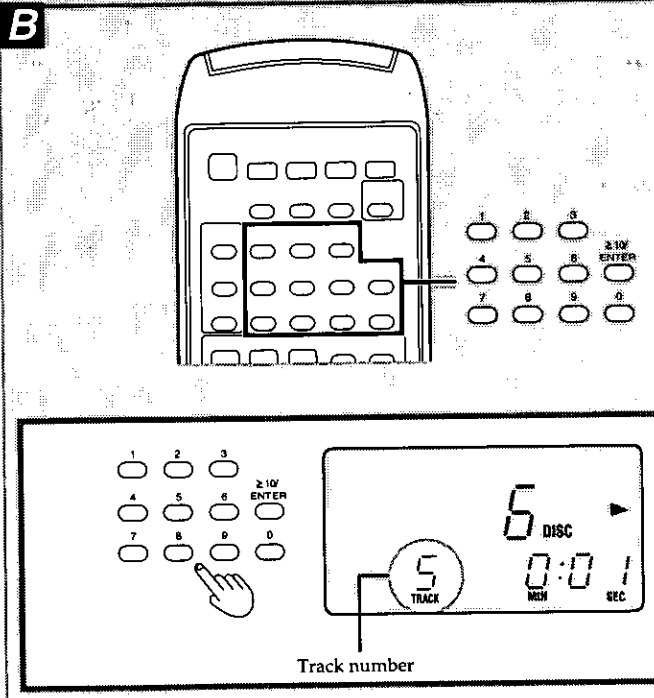 B
1 2 3
≥10/
ENTER
4 5 6
7 8 9 0
1 2 3
≥10/
ENTER
4 5 6
7 8 9 0
6 DISC
5 TRACK
0:01
MIN SEC
Track number